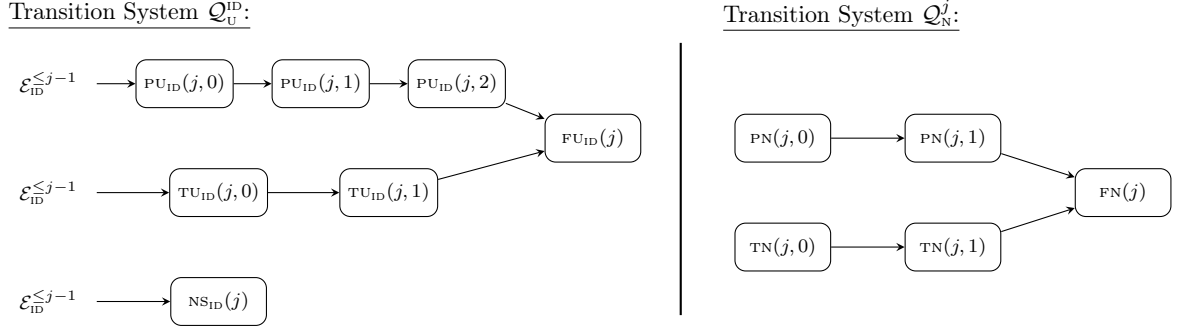 Transition System 𝒬_U^ID:
ℰ_ID^≤j−1 PU_ID(j, 0) PU_ID(j, 1) PU_ID(j, 2)
FU_ID(j)
ℰ_ID^≤j−1 TU_ID(j, 0) TU_ID(j, 1)
ℰ_ID^≤j−1 NS_ID(j)
Transition System 𝒬_N^j:
PN(j, 0) PN(j, 1)
FN(j)
TN(j, 0) TN(j, 1)